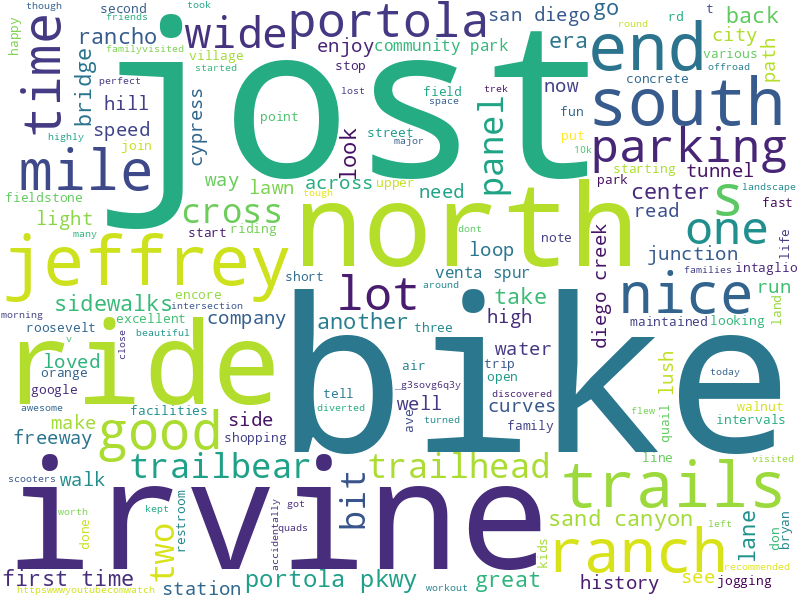 though
friends
took
second
rancho
wide
portola
san diego
go
rd
t
back
happy
time
familyvisited
jost
enjoy
community park
era
end
city
various
round
path
bridge
village
started
stop
offroad
hill
perfect
lost
field
space
trek
now
concrete
speed
cypress
point
look
street
major
panel
fun
put
south
highly
join
10k
parking
mile
way
lawn
across
upper
need
starting
tunnel
park
landscape
fieldstone
tough
center
s
fast
light
cross
north
read
many
start
riding
dont
note
one
jeffrey
loop
junction
life
venta spur
diego creek
families
intaglio
short
around
land
sidewalks
encore
lot
take
nice
run
morning
intersection
another
three
high
maintained
looking
roosevelt
excellent
company
beautiful
v
ride
bike
close
water
loved
orange
air
trip
open
today
google
tell
_g3sovg6q3y
discovered
lush
awesome
facilities
diverted
well
curves
flew
walnut
make
good
side
ave
turned
family
quail
intervals
freeway
shopping
line
visited
scooters
walk
trailbear
trailhead
trails
irvine
restroom
bit
worth
kept
got
quads
accidentally
done
two
sand canyon
left
lane
don
bryan
kids
ranch
first time
station
portola pkwy
great
history
see
recommended
jogging
httpswwwyoutubecomwatch
workout